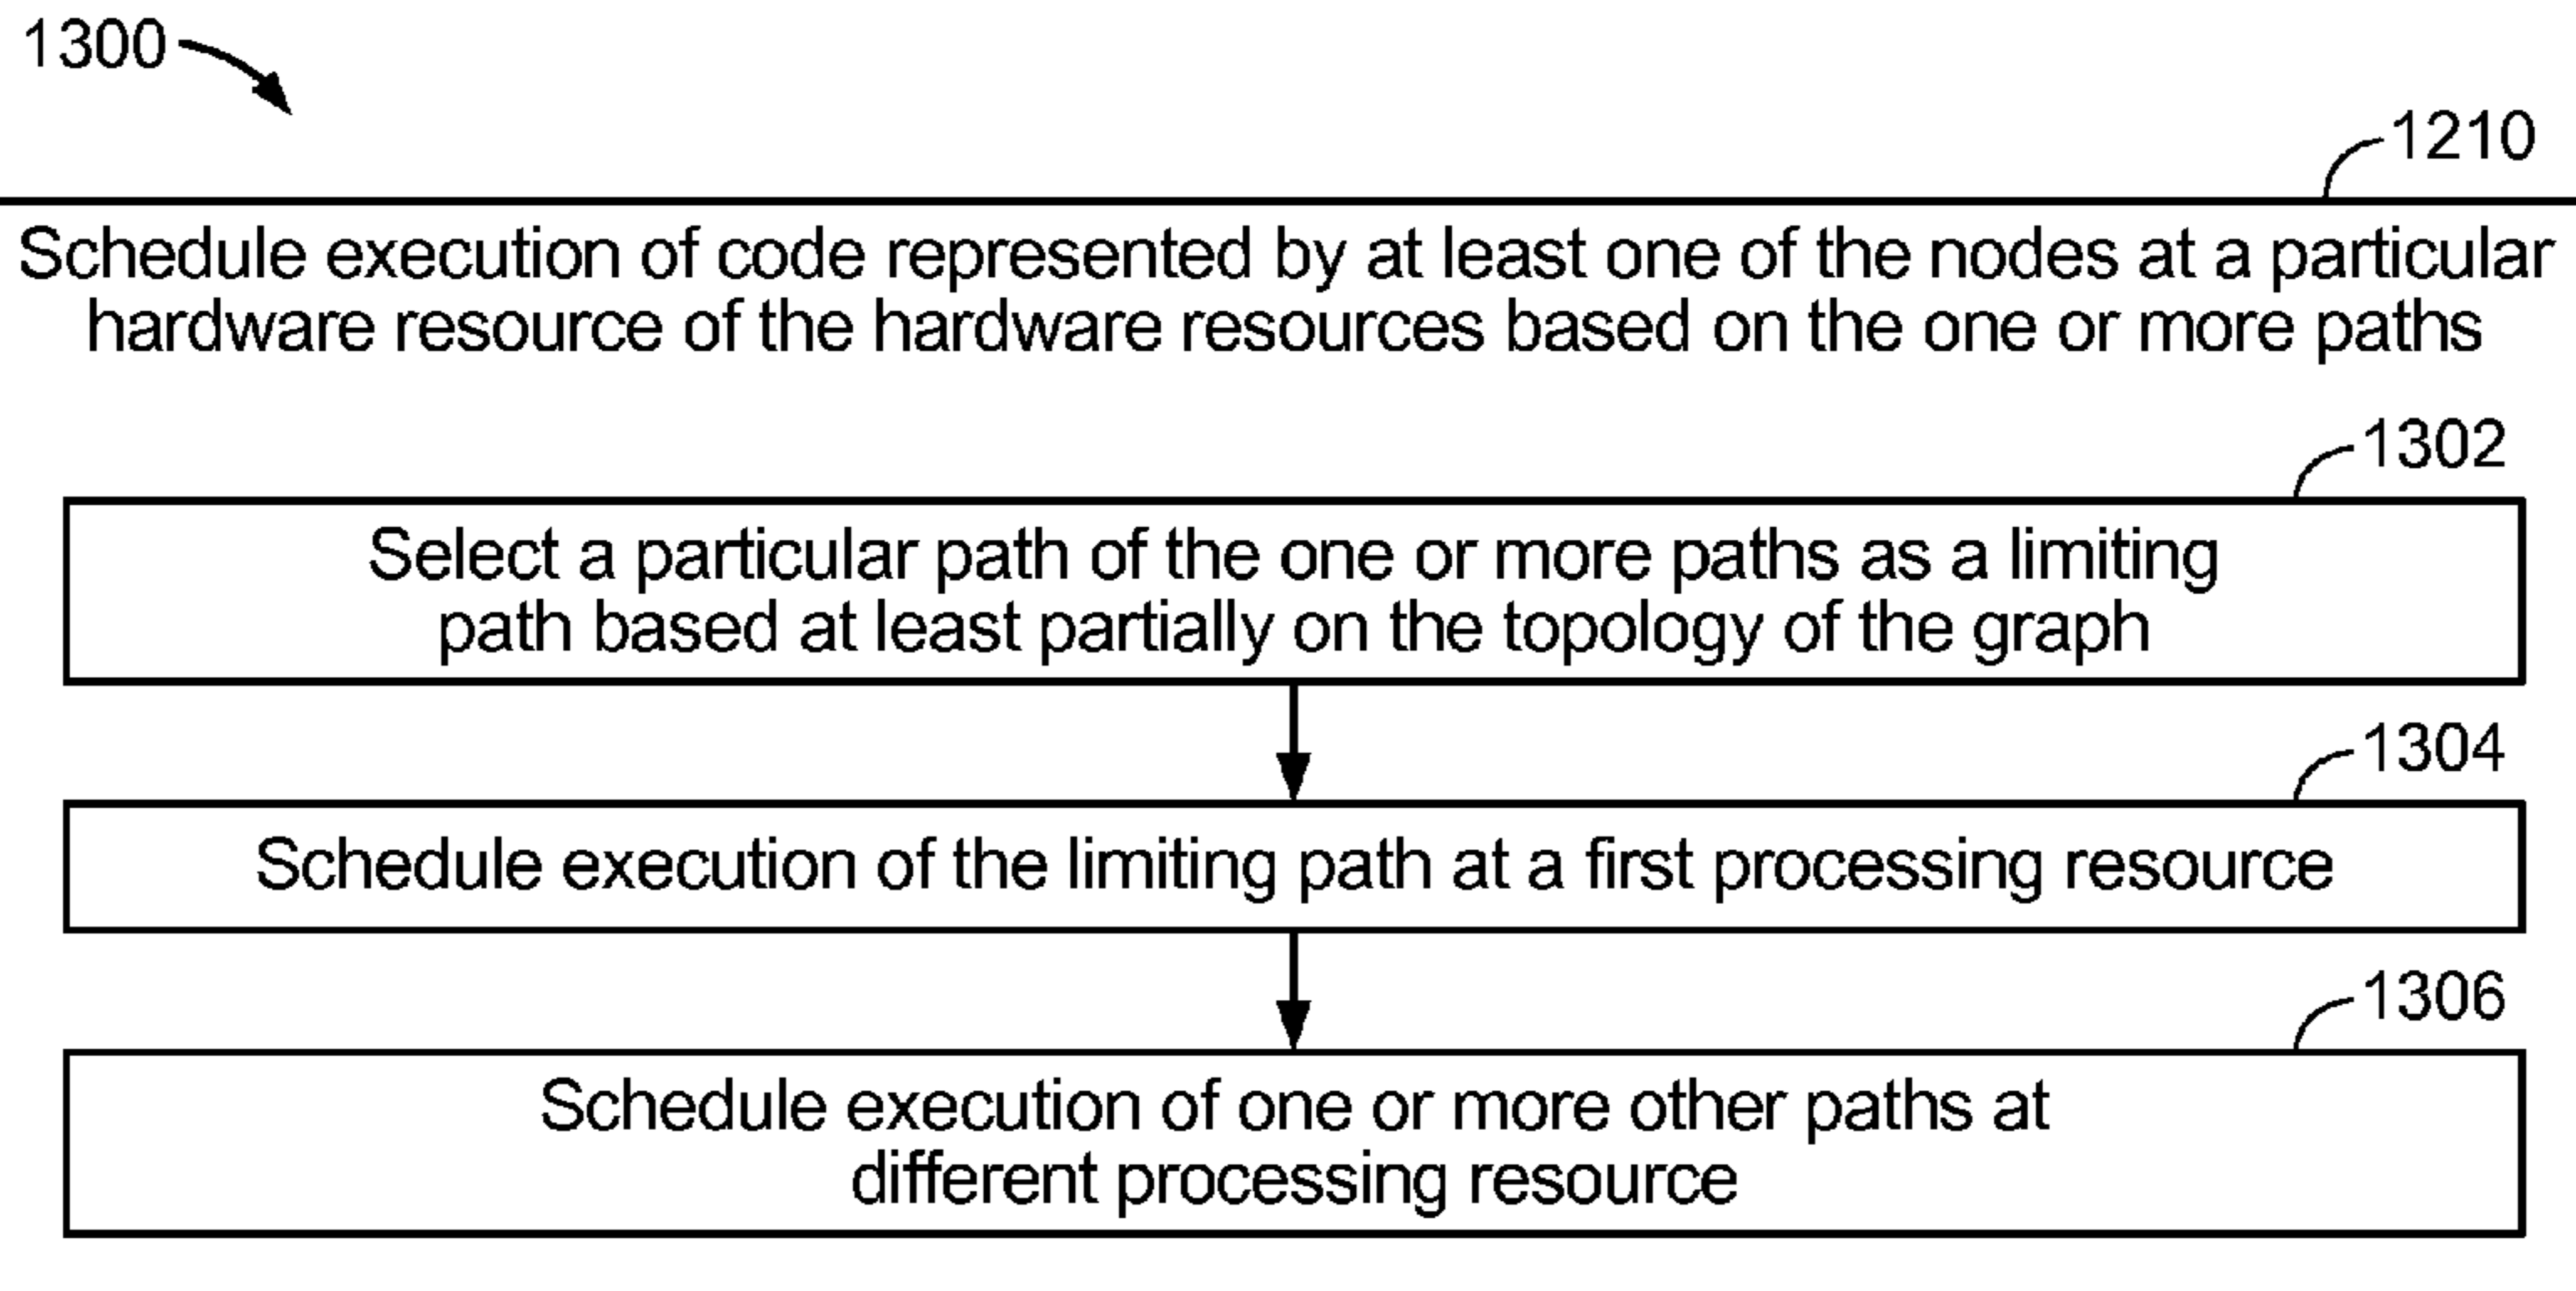 1300
1210
Schedule execution of code represented by at least one of the nodes at a particular
hardware resource of the hardware resources based on the one or more paths
1302
Select a particular path of the one or more paths as a limiting
path based at least partially on the topology of the graph
1304
Schedule execution of the limiting path at a first processing resource
1306
Schedule execution of one or more other paths at
different processing resource